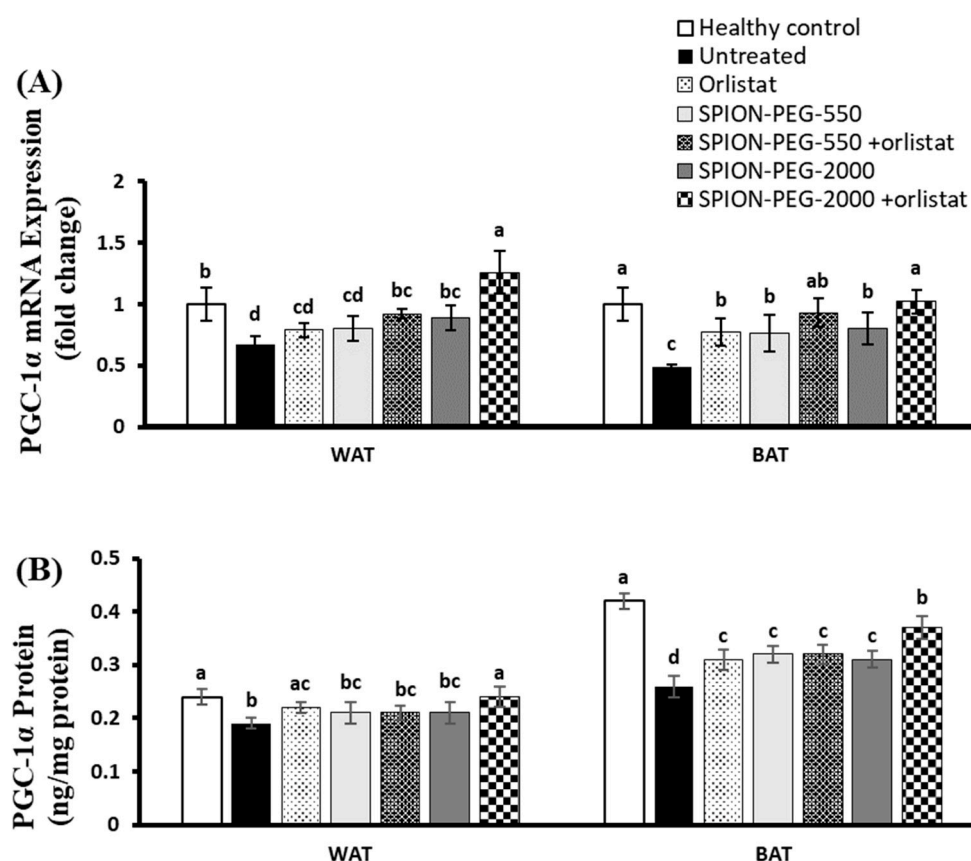 Healthy control
Untreated
Orlistat
SPION-PEG-550
SPION-PEG-550 +orlistat
SPION-PEG-2000
SPION-PEG-2000 +orlistat
(A)
PGC-1α mRNA Expression
(fold change)
2
1.5
1
0.5
0
b
d
cd
cd
bc
bc
a
a
c
b
b
ab
b
a
WAT
BAT
(B)
PGC-1α Protein
(ng/mg protein)
0.5
0.4
0.3
0.2
0.1
0
a
b
ac
bc
bc
bc
a
a
d
c
c
c
c
b
WAT
BAT